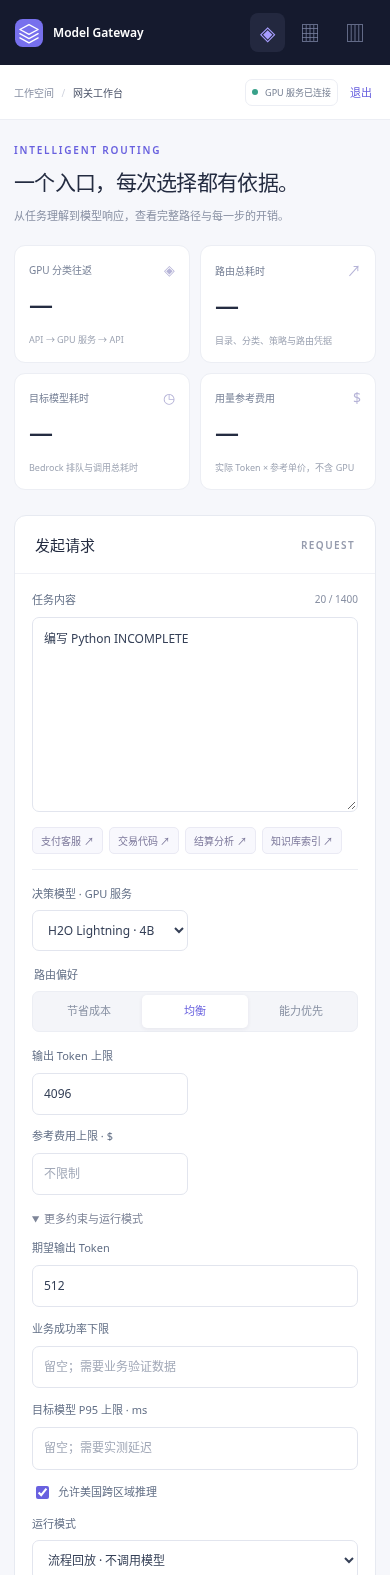 Model Gateway
工作空间 / 网关工作台
GPU 服务已连接
退出
INTELLIGENT ROUTING
一个入口，每次选择都有依据。
从任务理解到模型响应，查看完整路径与每一步的开销。
GPU 分类往返
—
API → GPU 服务 → API
路由总耗时
—
目录、分类、策略与路由凭据
目标模型耗时
—
Bedrock 排队与调用总耗时
用量参考费用
$
—
实际 Token × 参考单价，不含 GPU
发起请求
REQUEST
任务内容
20 / 1400
编写 Python INCOMPLETE
支付客服 ↗
交易代码 ↗
结算分析 ↗
知识库索引 ↗
决策模型 · GPU 服务
H2O Lightning · 4B
路由偏好
节省成本
均衡
能力优先
输出 Token 上限
4096
参考费用上限 · $
不限制
▼ 更多约束与运行模式
期望输出 Token
512
业务成功率下限
留空；需要业务验证数据
目标模型 P95 上限 · ms
留空；需要实测延迟
允许美国跨区域推理
运行模式
流程回放 · 不调用模型